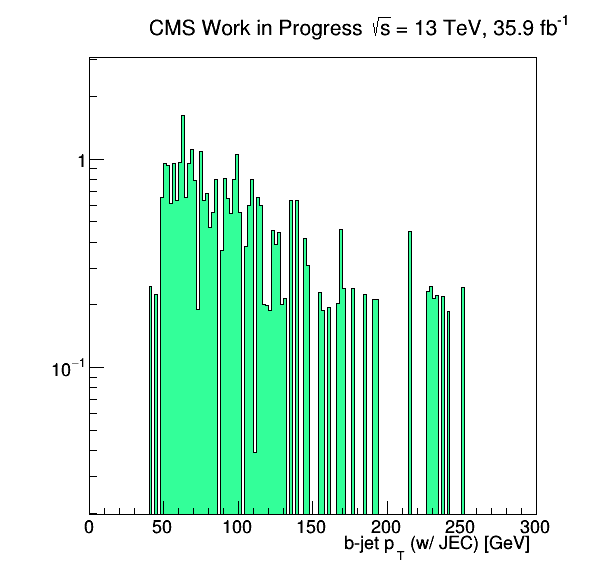 CMS Work in Progress √s = 13 TeV, 35.9 fb⁻¹
1
10⁻¹
0 50 100 150 200 250 300
b-jet p_T (w/ JEC) [GeV]